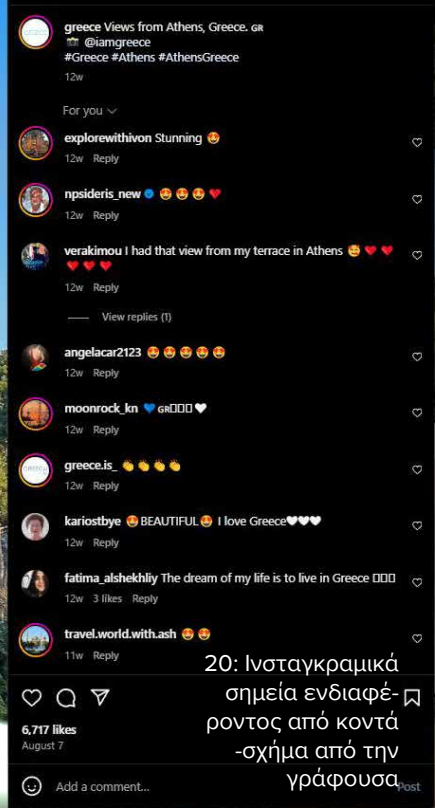 greece Views from Athens, Greece. GR
📸 @iamgreece
#Greece #Athens #AthensGreece
12w
For you
explorewithivon Stunning 😍
12w Reply
npsideris_new 😍😍😍❤️
12w Reply
verakimou I had that view from my terrace in Athens 🥰❤️❤️
❤️❤️❤️
12w Reply
View replies (1)
angelacar2123 😍😍😍😍😍
12w Reply
moonrock_kn 💙GR▯▯▯🤍
12w Reply
greece.is_ 👏👏👏👏
12w Reply
kariostbye 😍BEAUTIFUL😍 I love Greece🤍🤍🤍
12w Reply
fatima_alshekhliy The dream of my life is to live in Greece ▯▯▯
12w 3 likes Reply
travel.world.with.ash 😍😍
11w Reply
20: Ινσταγκραμικά
σημεία ενδιαφέ-
ροντος από κοντά
-σχήμα από την
γράφουσα
6,717 likes
August 7
Add a comment...
Post